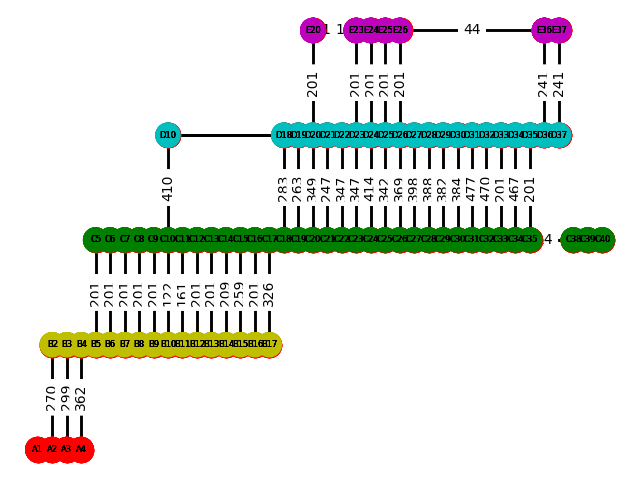 E20 1 1 E23 E24 E25 E26 44 E36 E37
201 201 201 201 201 241 241
D10 D18 D19 D20 D21 D22 D23 D24 D25 D26 D27 D28 D29 D30 D31 D32 D33 D34 D35 D36 D37
410 283 263 349 247 347 347 414 342 369 398 388 382 384 477 470 201 467 201
C5 C6 C7 C8 C9 C10 C11 C12 C13 C14 C15 C16 C17 C18 C19 C20 C21 C22 C23 C24 C25 C26 C27 C28 C29 C30 C31 C32 C33 C34 C35 4 C38 C39 C40
201 201 201 201 201 122 161 201 201 209 259 201 326
B2 B3 B4 B5 B6 B7 B8 B9 B10 B11 B12 B13 B14 B15 B16 B17
270 299 362
A1 A2 A3 A4